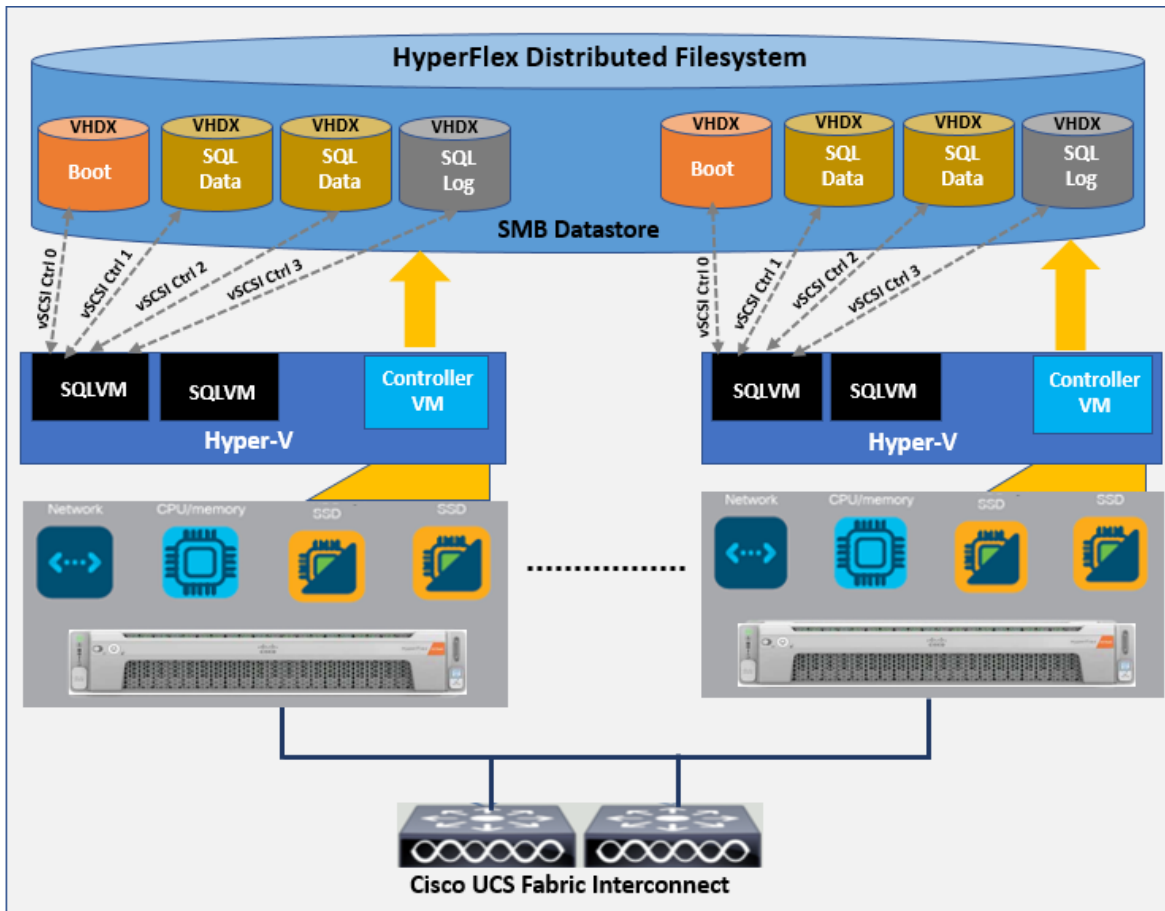 HyperFlex Distributed Filesystem
VHDX
Boot
VHDX
SQL
Data
VHDX
SQL
Data
VHDX
SQL
Log
VHDX
Boot
VHDX
SQL
Data
VHDX
SQL
Data
VHDX
SQL
Log
SMB Datastore
vSCSI Ctrl 0
vSCSI Ctrl 1
vSCSI Ctrl 2
vSCSI Ctrl 3
vSCSI Ctrl 0
vSCSI Ctrl 1
vSCSI Ctrl 2
vSCSI Ctrl 3
SQLVM
SQLVM
Controller
VM
Hyper-V
SQLVM
SQLVM
Controller
VM
Hyper-V
Network
CPU/memory
SSD
SSD
Network
CPU/memory
SSD
SSD
HyperFlex
HyperFlex
Cisco UCS Fabric Interconnect